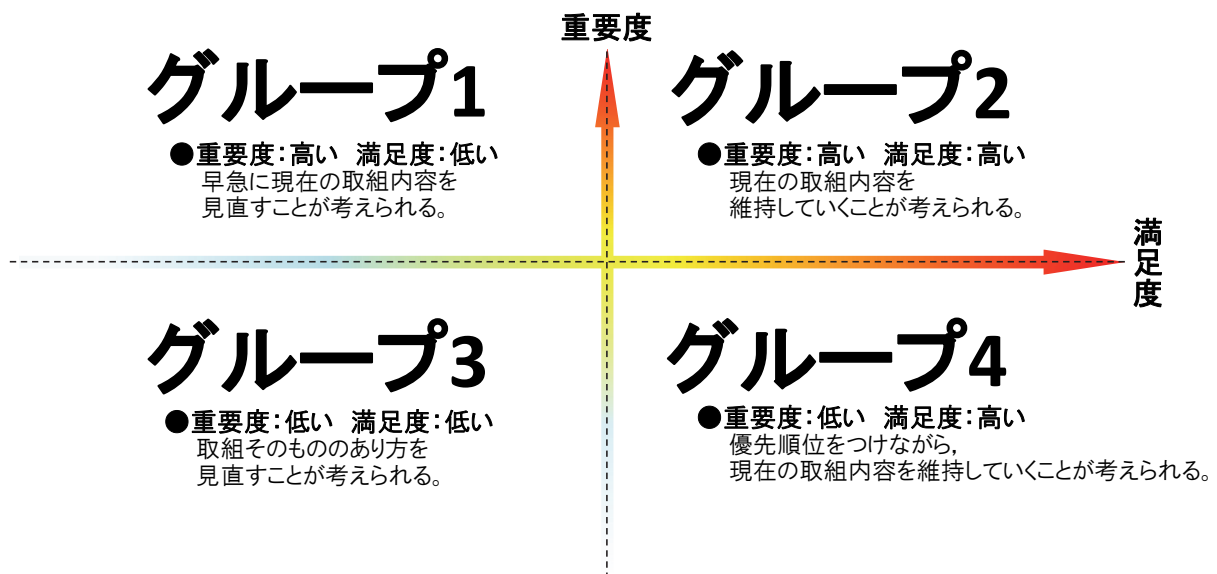 重要度
グループ1
●重要度:高い 満足度:低い
早急に現在の取組内容を
見直すことが考えられる。
グループ2
●重要度:高い 満足度:高い
現在の取組内容を
維持していくことが考えられる。
満足度
グループ3
●重要度:低い 満足度:低い
取組そのもののあり方を
見直すことが考えられる。
グループ4
●重要度:低い 満足度:高い
優先順位をつけながら,
現在の取組内容を維持していくことが考えられる。